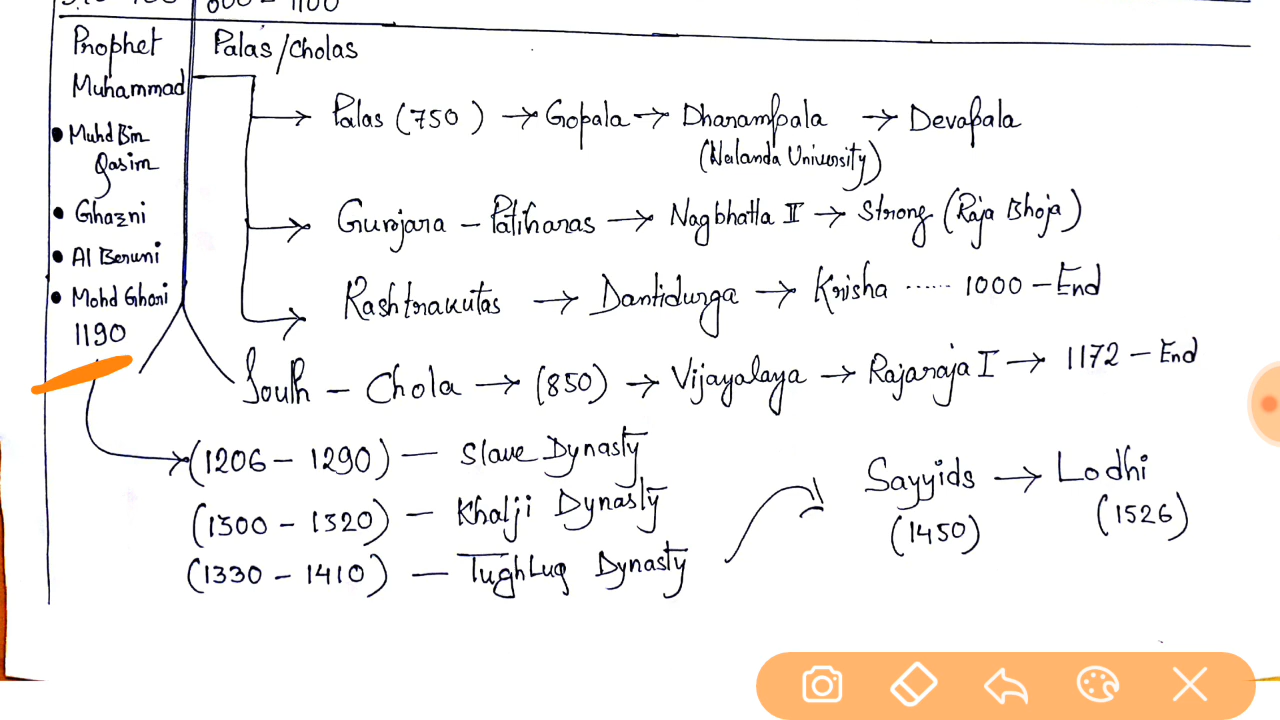 800 - 1100
Prophet
Muhammad
• Muhd Bin
Qasim
• Ghazni
• Al Beruni
• Mohd Ghori
1190
Palas/Cholas
→ Palas (750) → Gopala → Dharampala → Devapala
(Nalanda University)
→ Gurjara - Patiharas → Nagbhatta II → Strong (Raja Bhoja)
Rashtrakutas → Dantidurga → Krisha ...... 1000 - End
South - Chola → (850) → Vijayalaya → Rajaraja I → 1172 - End
→ (1206 - 1290) - Slave Dynasty
(1300 - 1320) - Khalji Dynasty
(1330 - 1410) - Tughluq Dynasty
Sayyids → Lodhi
(1450) (1526)